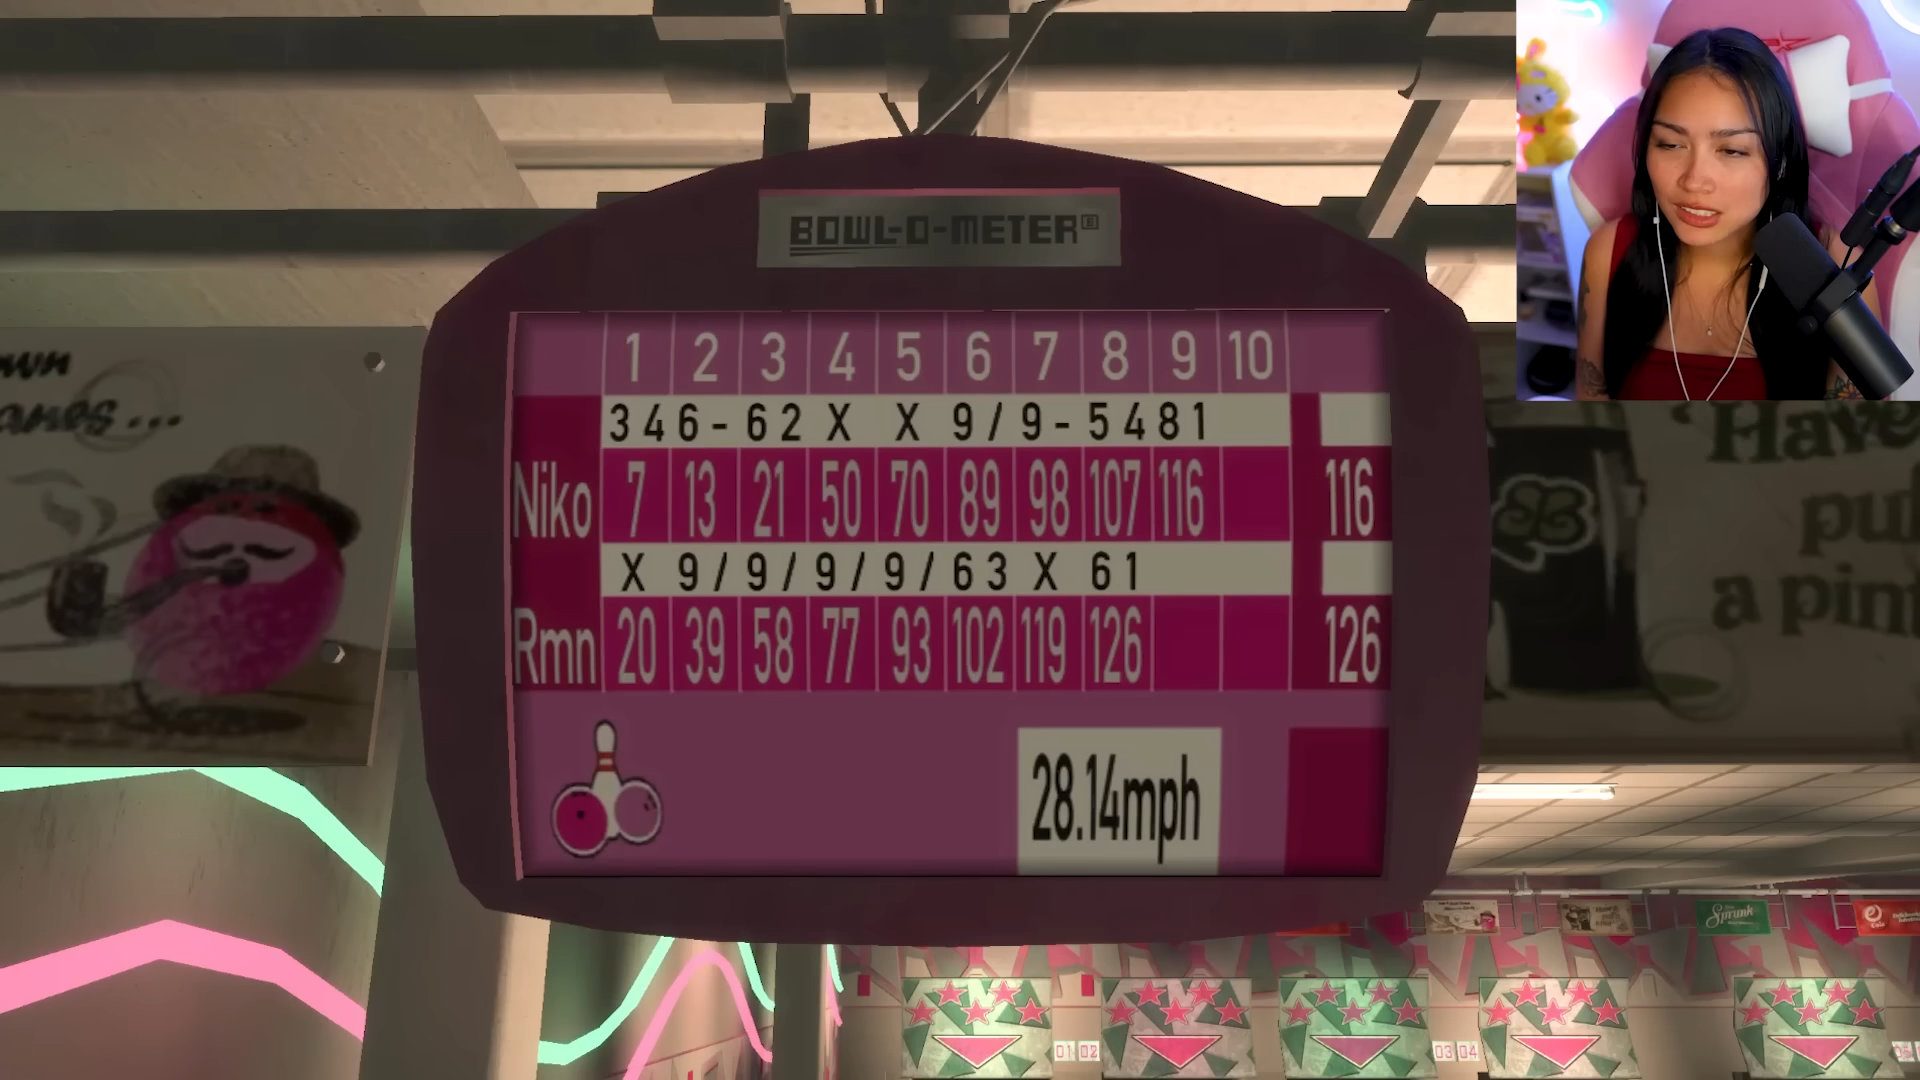 BOWL-O-METER
1 2 3 4 5 6 7 8 9 10
3 4 6 - 6 2 X X 9 / 9 - 5 4 8 1
Niko 7 13 21 50 70 89 98 107 116 116
X 9 / 9 / 9 / 9 / 6 3 X 6 1
Rmn 20 39 58 77 93 102 119 126 126
28.14mph
'Have
a pint
01 02
03 04
Sprunk